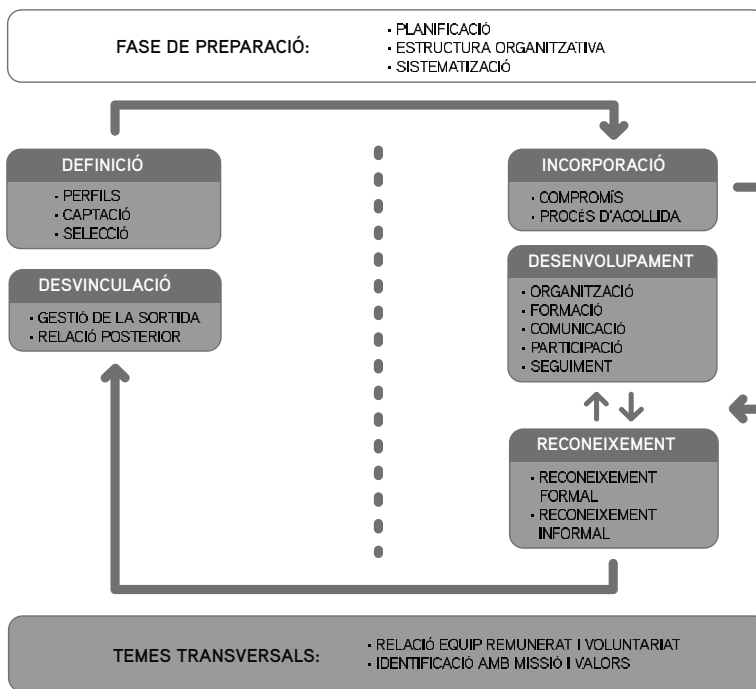 FASE DE PREPARACIÓ:
· PLANIFICACIÓ
· ESTRUCTURA ORGANITZATIVA
· SISTEMATIZACIÓ
DEFINICIÓ
· PERFILS
· CAPTACIÓ
· SELECCIÓ
DESVINCULACIÓ
· GESTIÓ DE LA SORTIDA
· RELACIÓ POSTERIOR
INCORPORACIÓ
· COMPROMíS
· PROCéS D'ACOLLIDA
DESENVOLUPAMENT
· ORGANITZACIÓ
· FORMACIÓ
· COMUNICACIÓ
· PARTICIPACIÓ
· SEGUIMENT
RECONEIXEMENT
· RECONEIXEMENT
FORMAL
· RECONEIXEMENT
INFORMAL
TEMES TRANSVERSALS:
· RELACIÓ EQUIP REMUNERAT I VOLUNTARIAT
· IDENTIFICACIÓ AMB MISSIÓ I VALORS